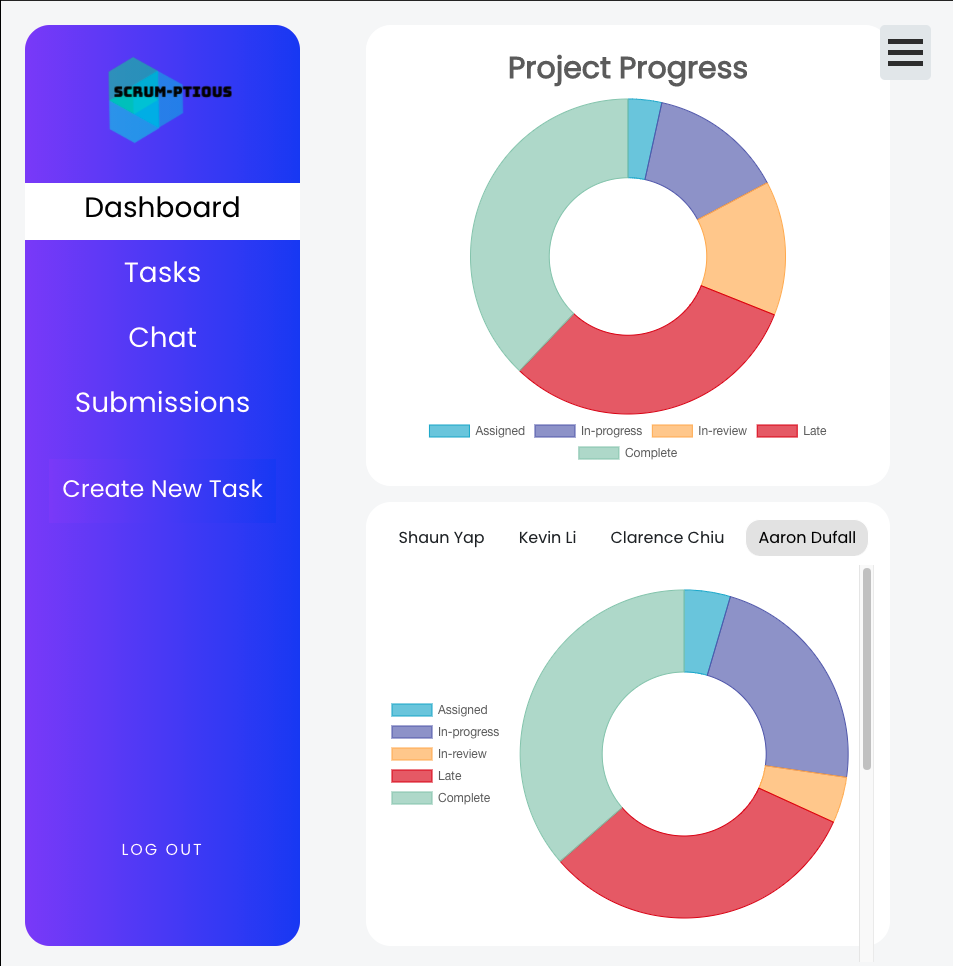 SCRUM-PTIOUS
Dashboard
Tasks
Chat
Submissions
Create New Task
LOG OUT
Project Progress
Assigned In-progress In-review Late
Complete
Shaun Yap Kevin Li Clarence Chiu Aaron Dufall
Assigned
In-progress
In-review
Late
Complete